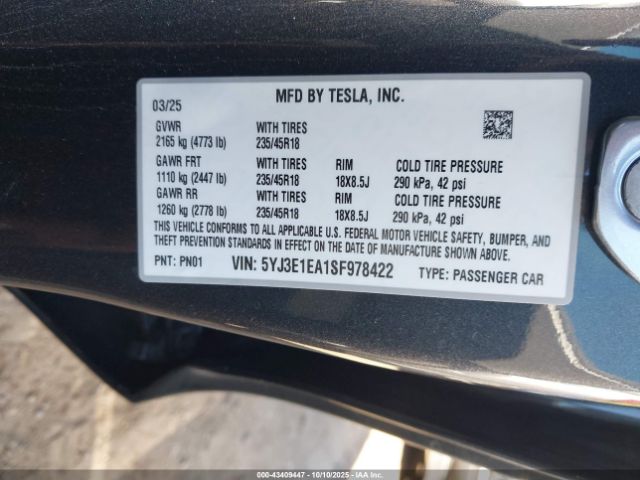 MFD BY TESLA, INC.
03/25
GVWR WITH TIRES
2165 kg (4773 lb) 235/45R18
GAWR FRT WITH TIRES RIM COLD TIRE PRESSURE
1110 kg (2447 lb) 235/45R18 18X8.5J 290 kPa, 42 psi
GAWR RR WITH TIRES RIM COLD TIRE PRESSURE
1260 kg (2778 lb) 235/45R18 18X8.5J 290 kPa, 42 psi
THIS VEHICLE CONFORMS TO ALL APPLICABLE U.S. FEDERAL MOTOR VEHICLE SAFETY, BUMPER, AND
THEFT PREVENTION STANDARDS IN EFFECT ON THE DATE OF MANUFACTURE SHOWN ABOVE.
PNT: PN01 VIN: 5YJ3E1EA1SF978422 TYPE: PASSENGER CAR
000-43409447 - 10/10/2025 - IAAI.COM